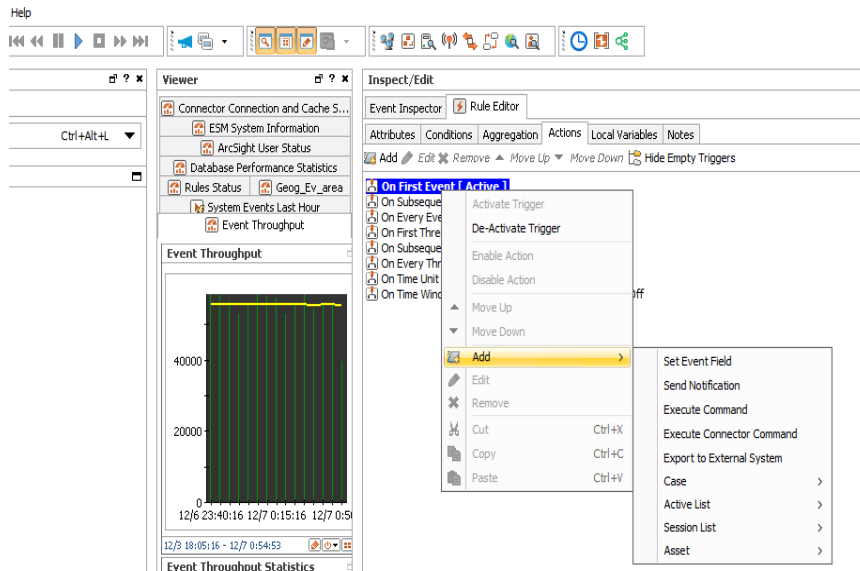 Help
Ctrl+Alt+L
Viewer
Connector Connection and Cache S...
ESM System Information
ArcSight User Status
Database Performance Statistics
Rules Status
Geog_Ev_area
System Events Last Hour
Event Throughput
Event Throughput
40000
20000
0
12/6 23:40:16 12/7 0:15:16 12/7 0:50
12/3 18:05:16 - 12/7 0:54:53
Event Throughput Statistics
Inspect/Edit
Event Inspector
Rule Editor
Attributes Conditions Aggregation Actions Local Variables Notes
Add Edit Remove Move Up Move Down Hide Empty Triggers
On First Event [ Active ]
On Subseque
On Every Eve
On First Thre
On Subseque
On Every Thr
On Time Unit
On Time Winc
Off
Activate Trigger
De-Activate Trigger
Enable Action
Disable Action
Move Up
Move Down
Add
Edit
Remove
Cut Ctrl+X
Copy Ctrl+C
Paste Ctrl+V
Set Event Field
Send Notification
Execute Command
Execute Connector Command
Export to External System
Case
Active List
Session List
Asset